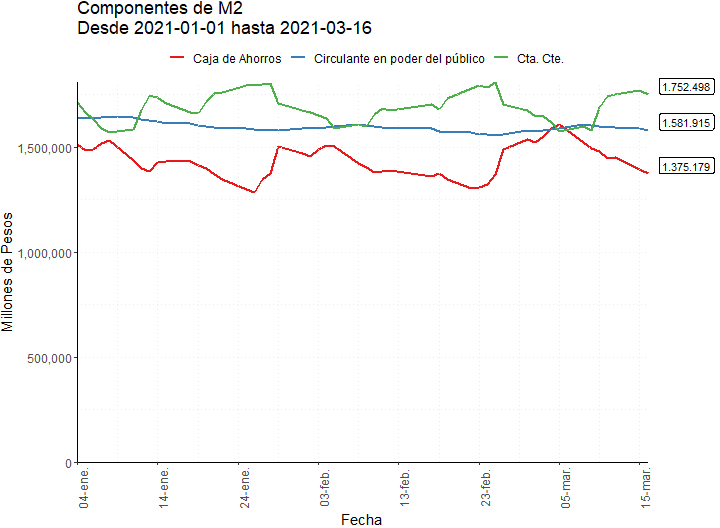 Componentes de M2
Desde 2021-01-01 hasta 2021-03-16
Caja de Ahorros Circulante en poder del público Cta. Cte.
1.752.498
1.581.915
1.375.179
1,500,000
1,000,000
500,000
0
Millones de Pesos
04-ene. 14-ene. 24-ene. 03-feb. 13-feb. 23-feb. 05-mar. 15-mar.
Fecha